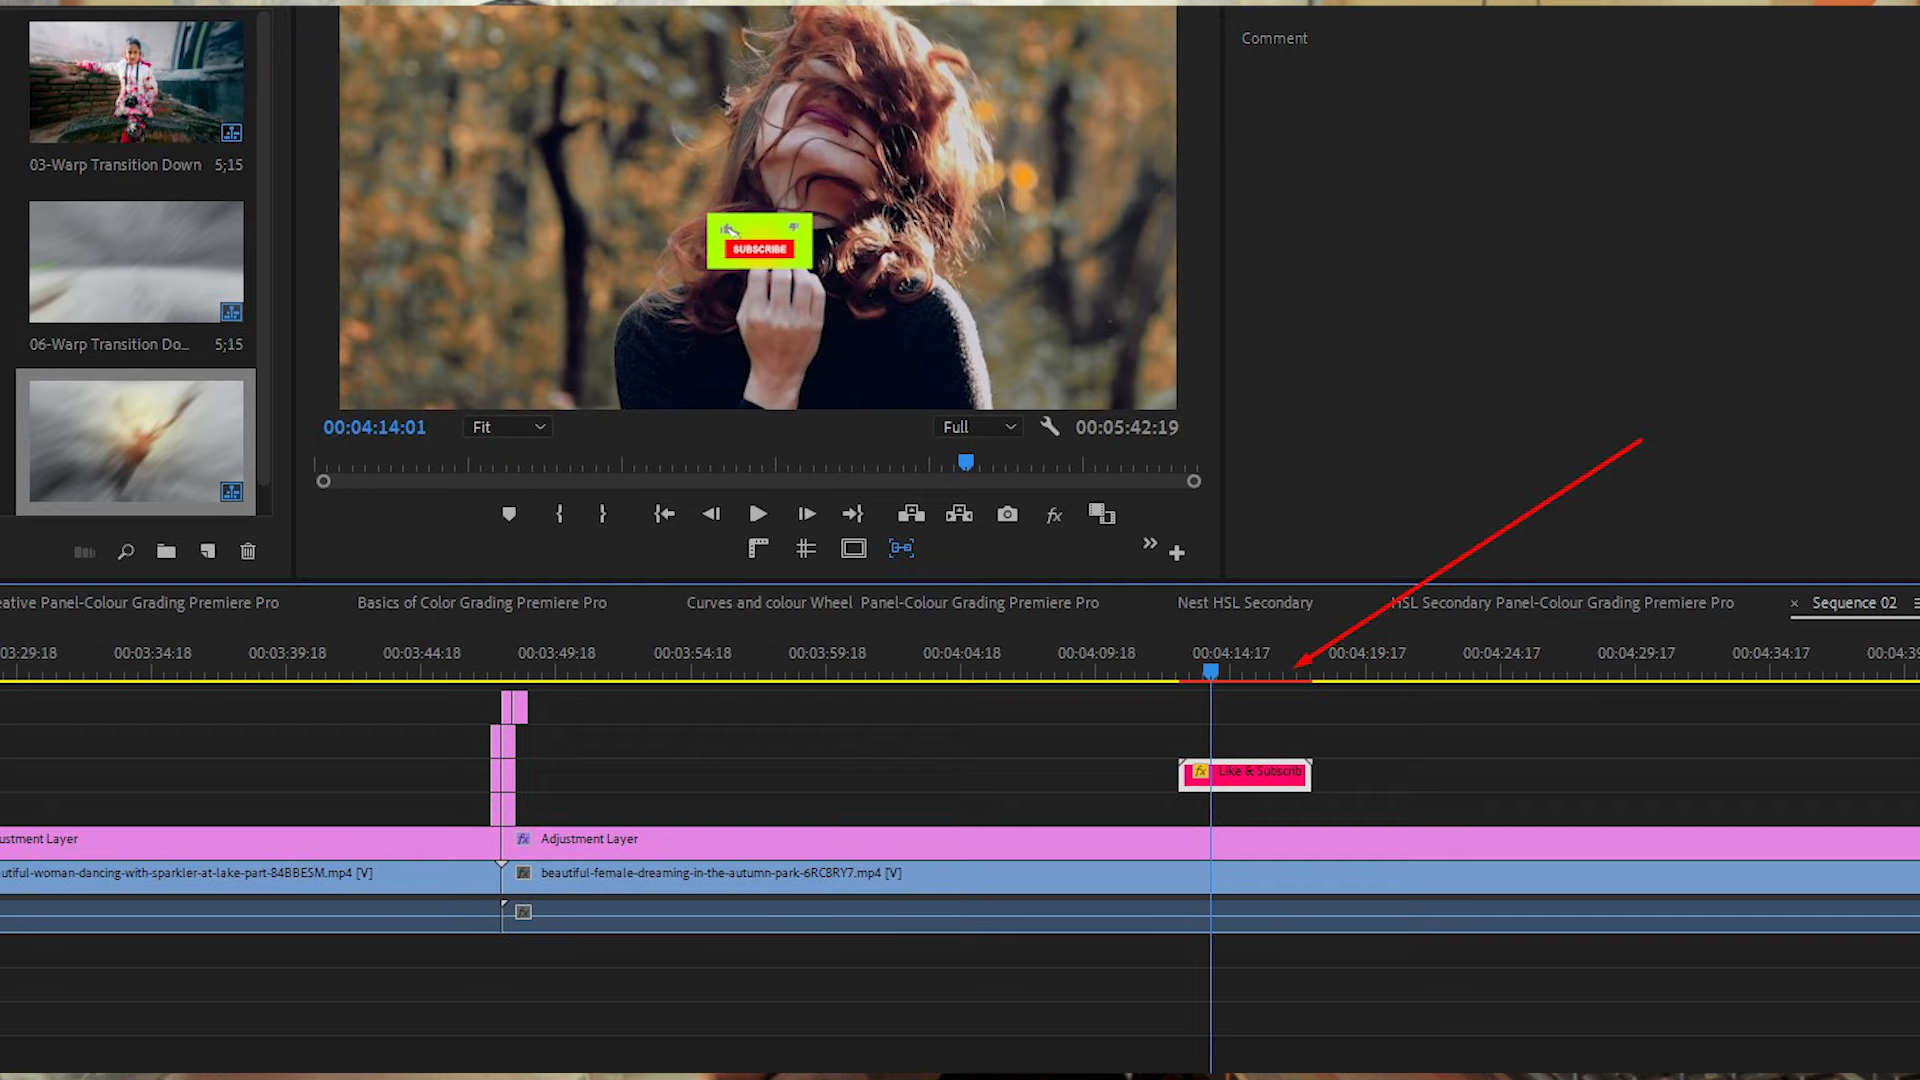 Comment
03-Warp Transition Down 5;15
06-Warp Transition Do... 5;15
SUBSCRIBE
00:04:14:01 Fit Full 00:05:42:19
eative Panel-Colour Grading Premiere Pro Basics of Color Grading Premiere Pro Curves and colour Wheel Panel-Colour Grading Premiere Pro Nest HSL Secondary HSL Secondary Panel-Colour Grading Premiere Pro × Sequence 02
03:29:18 00:03:34:18 00:03:39:18 00:03:44:18 00:03:49:18 00:03:54:18 00:03:59:18 00:04:04:18 00:04:09:18 00:04:14:17 00:04:19:17 00:04:24:17 00:04:29:17 00:04:34:17 00:04:39
fx Like & Subscrib
ustment Layer fx Adjustment Layer
utiful-woman-dancing-with-sparkler-at-lake-part-84BBESM.mp4 [V] fx beautiful-female-dreaming-in-the-autumn-park-6RCBRY7.mp4 [V]
fx